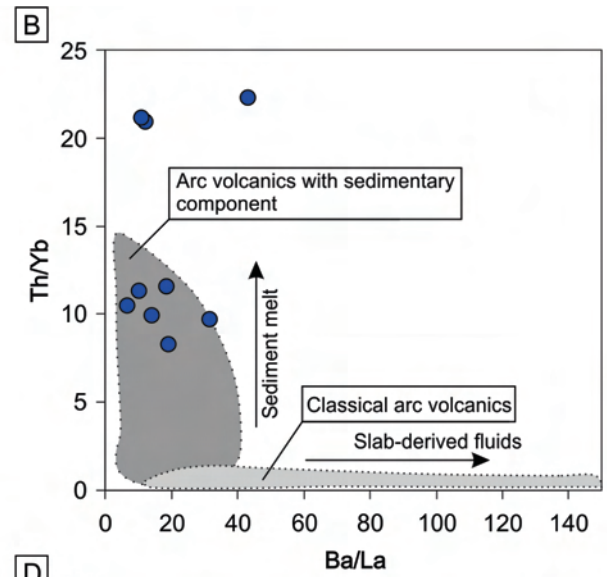 B
25
20
15
10
5
0
Th/Yb
Arc volcanics with sedimentary
component
Sediment melt
Classical arc volcanics
Slab-derived fluids
0 20 40 60 80 100 120 140
Ba/La
D